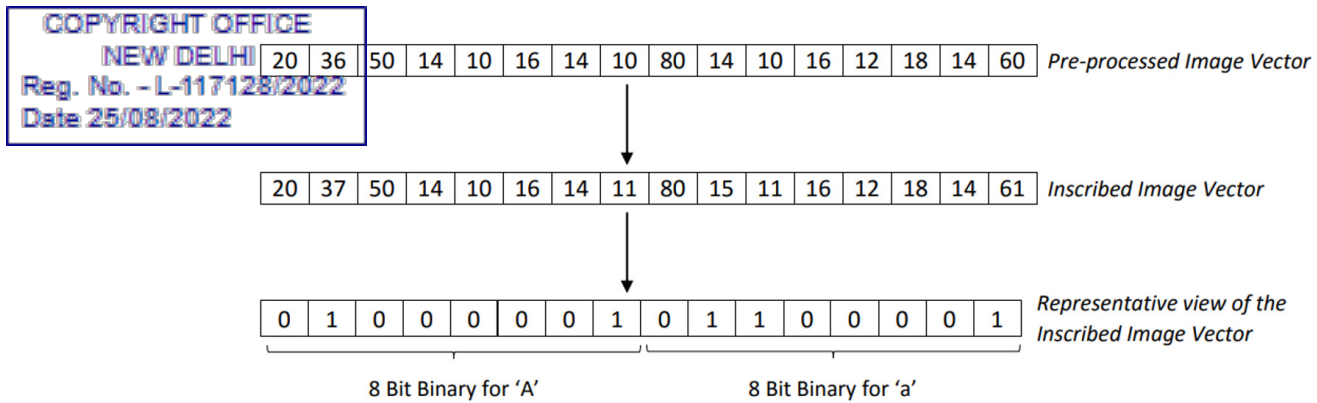 COPYRIGHT OFFICE
NEW DELHI
Reg. No. - L-117128/2022
Date 25/08/2022
20 36 50 14 10 16 14 10 80 14 10 16 12 18 14 60 Pre-processed Image Vector
20 37 50 14 10 16 14 11 80 15 11 16 12 18 14 61 Inscribed Image Vector
0 1 0 0 0 0 0 1 0 1 1 0 0 0 0 1
Representative view of the
Inscribed Image Vector
8 Bit Binary for ‘A’ 8 Bit Binary for ‘a’